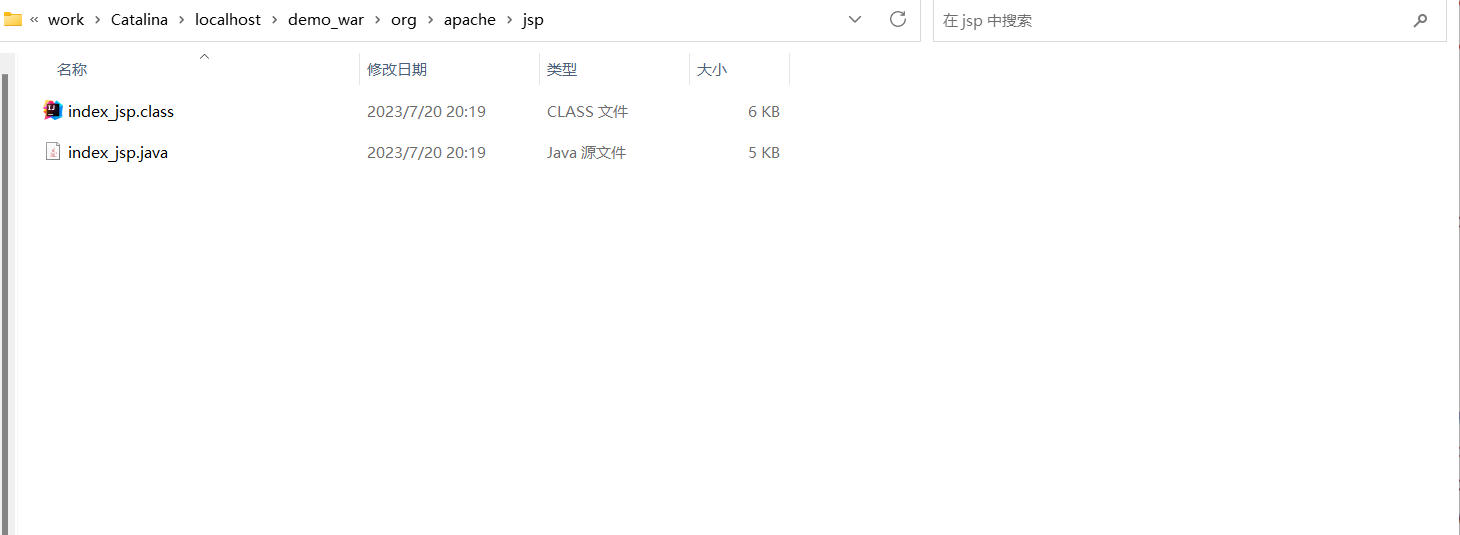 « work › Catalina › localhost › demo_war › org › apache › jsp 在 jsp 中搜索
名称 修改日期 类型 大小
index_jsp.class 2023/7/20 20:19 CLASS 文件 6 KB
index_jsp.java 2023/7/20 20:19 Java 源文件 5 KB